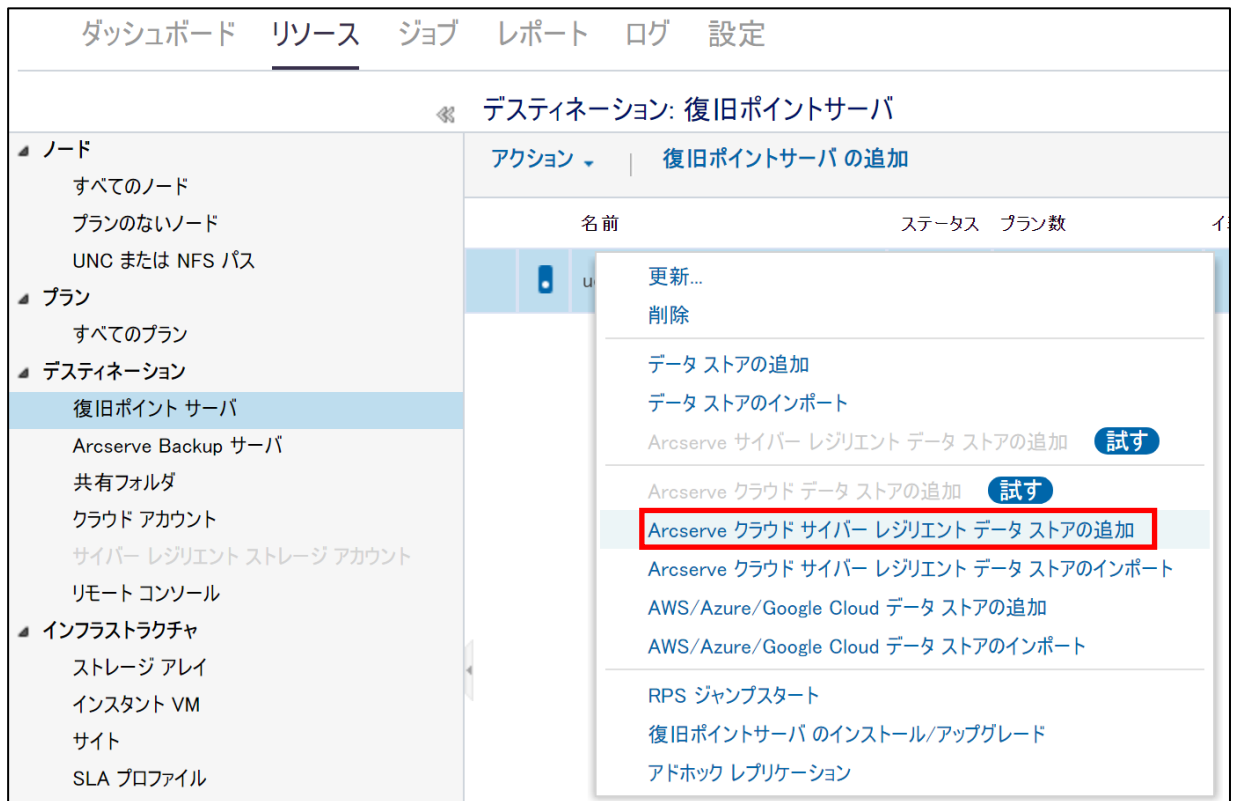 ダッシュボード リソース ジョブ レポート ログ 設定
デスティネーション: 復旧ポイントサーバ
ノード
すべてのノード
プランのないノード
UNC または NFS パス
プラン
すべてのプラン
デスティネーション
復旧ポイント サーバ
Arcserve Backup サーバ
共有フォルダ
クラウド アカウント
サイバー レジリエント ストレージ アカウント
リモート コンソール
インフラストラクチャ
ストレージ アレイ
インスタント VM
サイト
SLA プロファイル
アクション | 復旧ポイントサーバ の追加
名前 ステータス プラン数
更新...
削除
データ ストアの追加
データ ストアのインポート
Arcserve サイバー レジリエント データ ストアの追加 試す
Arcserve クラウド データ ストアの追加 試す
Arcserve クラウド サイバー レジリエント データ ストアの追加
Arcserve クラウド サイバー レジリエント データ ストアのインポート
AWS/Azure/Google Cloud データ ストアの追加
AWS/Azure/Google Cloud データ ストアのインポート
RPS ジャンプスタート
復旧ポイントサーバ のインストール/アップグレード
アドホック レプリケーション